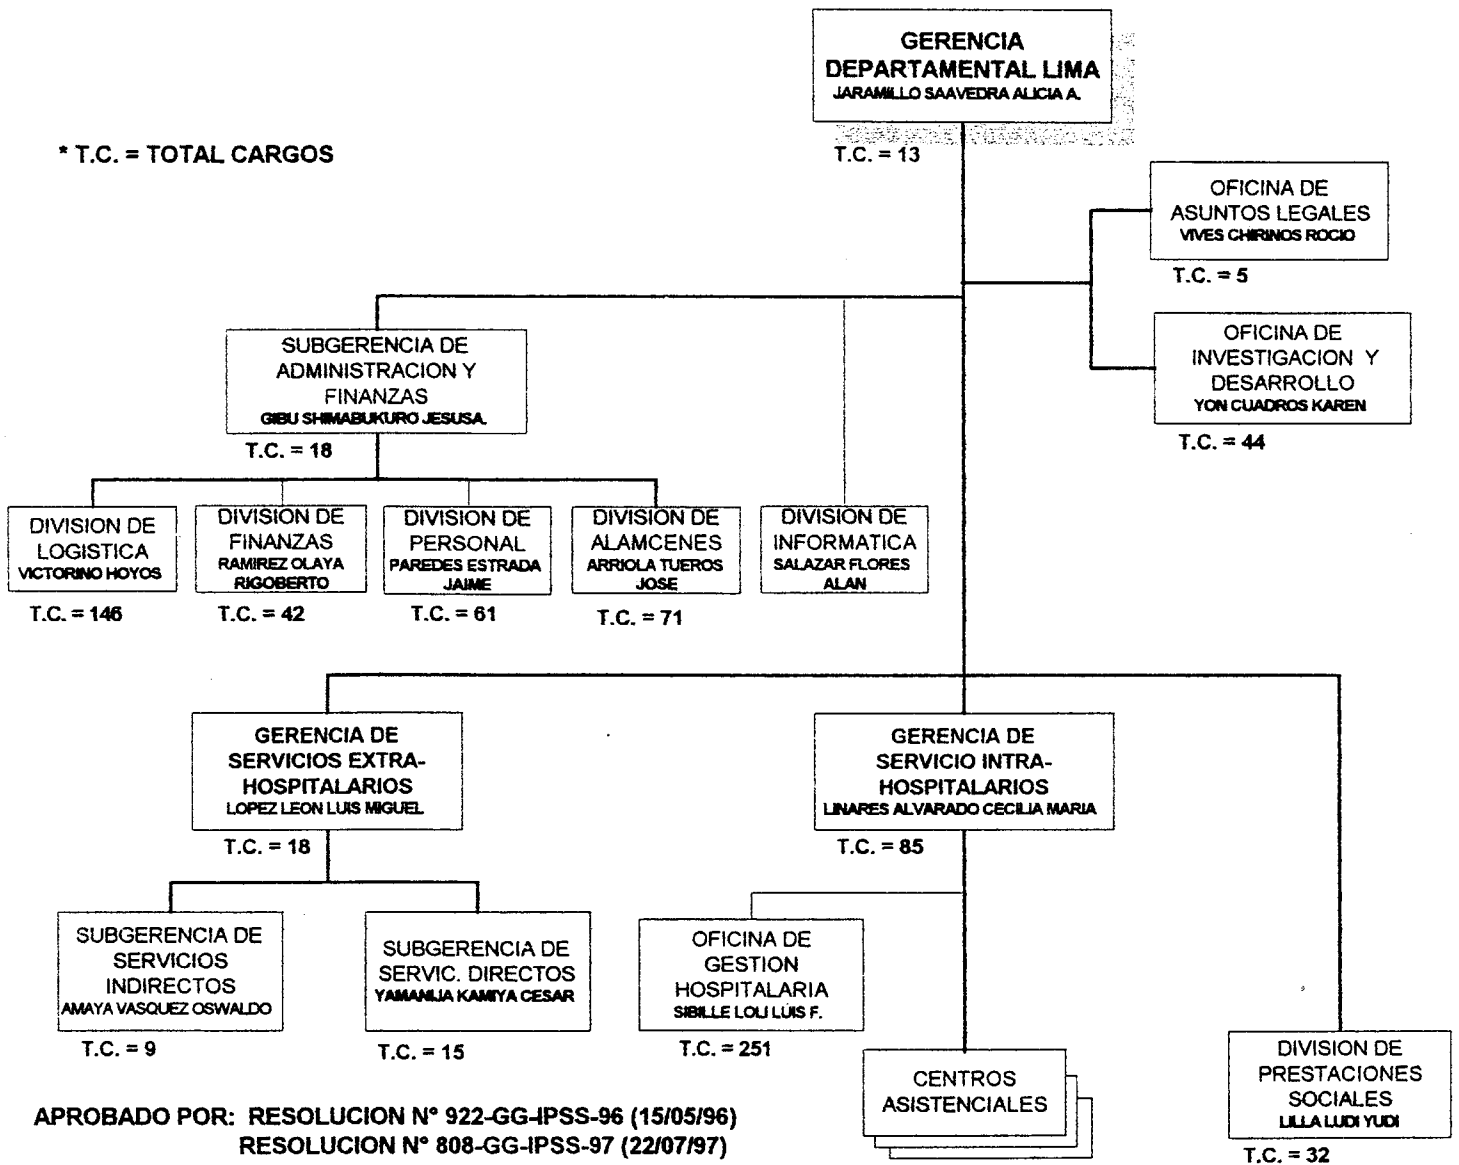 GERENCIA
DEPARTAMENTAL LIMA
JARAMILLO SAAVEDRA ALICIA A.
* T.C. = TOTAL CARGOS
T.C. = 13
OFICINA DE
ASUNTOS LEGALES
VIVES CHIRINOS ROCIO
T.C. = 5
OFICINA DE
INVESTIGACION Y
DESARROLLO
YON CUADROS KAREN
T.C. = 44
SUBGERENCIA DE
ADMINISTRACION Y
FINANZAS
GIBU SHIMABUKURO JESUSA.
T.C. = 18
DIVISION DE
LOGISTICA
VICTORINO HOYOS
T.C. = 146
DIVISION DE
FINANZAS
RAMIREZ OLAYA
RIGOBERTO
T.C. = 42
DIVISION DE
PERSONAL
PAREDES ESTRADA
JAIME
T.C. = 61
DIVISION DE
ALAMCENES
ARRIOLA TUEROS
JOSE
T.C. = 71
DIVISION DE
INFORMATICA
SALAZAR FLORES
ALAN
GERENCIA DE
SERVICIOS EXTRA-
HOSPITALARIOS
LOPEZ LEON LUIS MIGUEL
T.C. = 18
GERENCIA DE
SERVICIO INTRA-
HOSPITALARIOS
LINARES ALVARADO CECILIA MARIA
T.C. = 85
SUBGERENCIA DE
SERVICIOS
INDIRECTOS
AMAYA VASQUEZ OSWALDO
T.C. = 9
SUBGERENCIA DE
SERVIC. DIRECTOS
YAMANIJA KAMIYA CESAR
T.C. = 15
OFICINA DE
GESTION
HOSPITALARIA
SIBILLE LOLI LUIS F.
T.C. = 251
CENTROS
ASISTENCIALES
DIVISION DE
PRESTACIONES
SOCIALES
LILLA LUDI YUDI
T.C. = 32
APROBADO POR: RESOLUCION N° 922-GG-IPSS-96 (15/05/96)
RESOLUCION N° 808-GG-IPSS-97 (22/07/97)